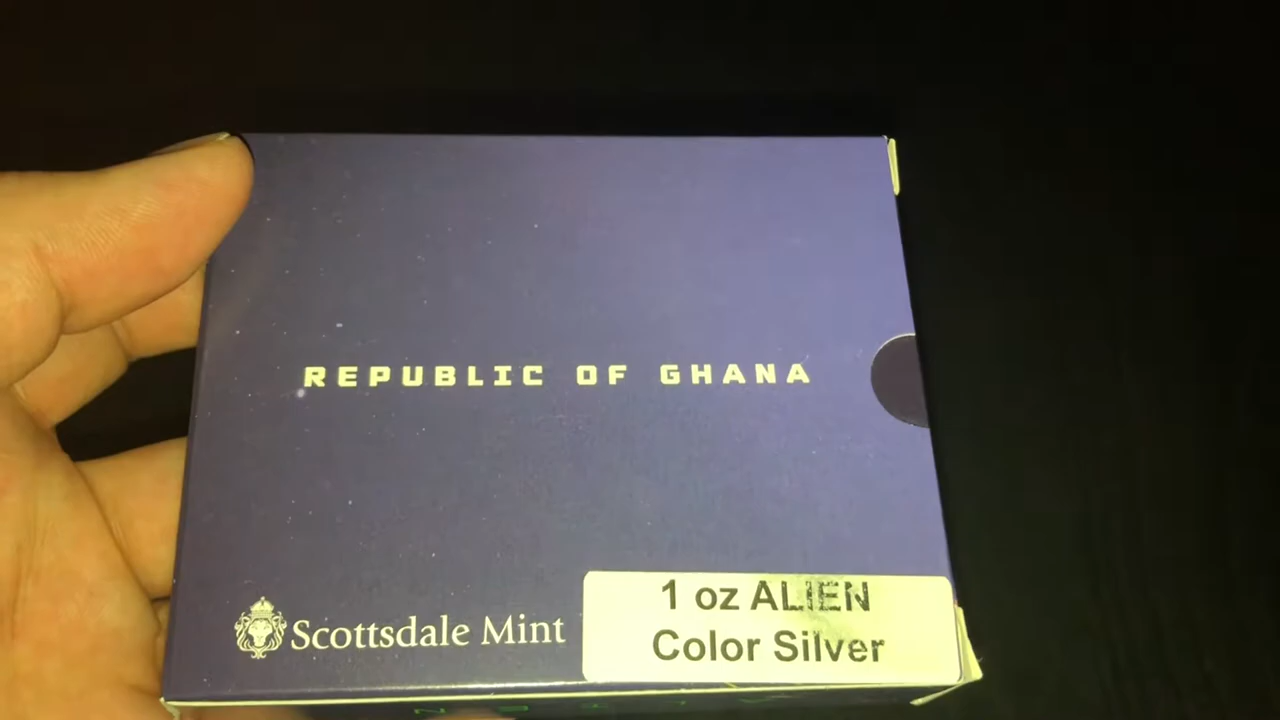 REPUBLIC OF GHANA
Scottsdale Mint
1 oz ALIEN
Color Silver